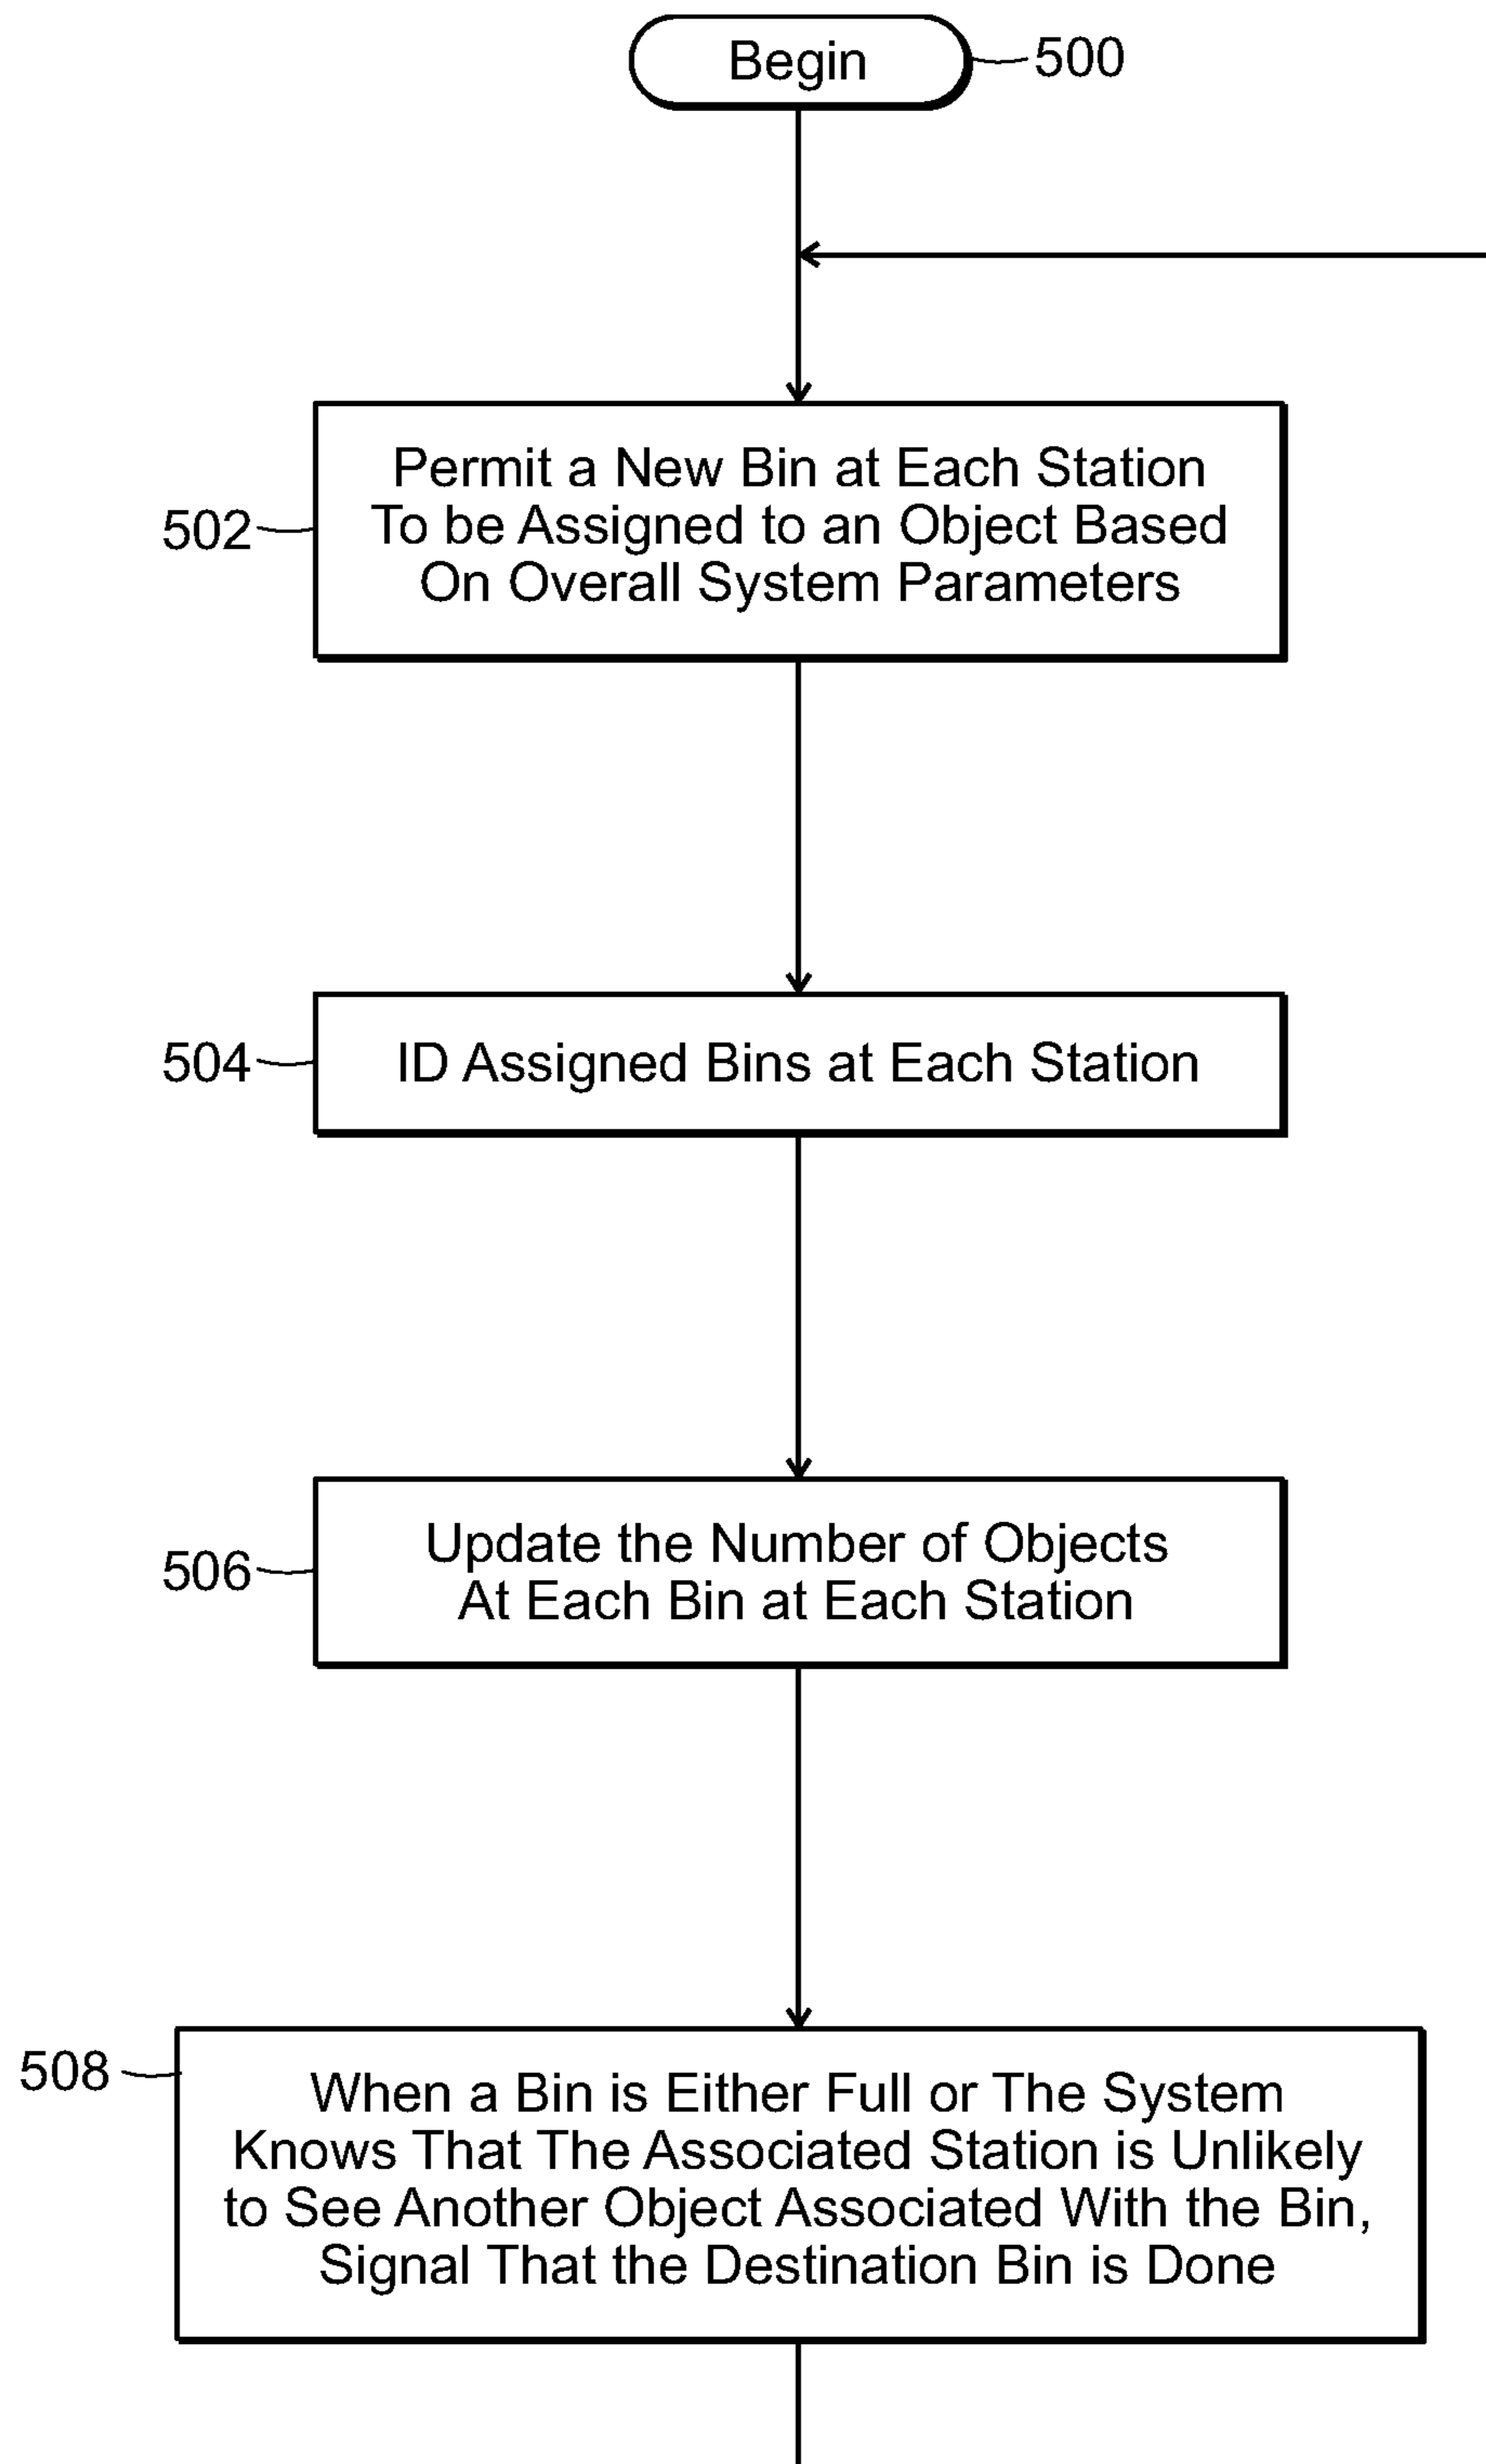 Begin
500
Permit a New Bin at Each Station
To be Assigned to an Object Based
On Overall System Parameters
502
ID Assigned Bins at Each Station
504
Update the Number of Objects
At Each Bin at Each Station
506
508
When a Bin is Either Full or The System
Knows That The Associated Station is Unlikely
to See Another Object Associated With the Bin,
Signal That the Destination Bin is Done